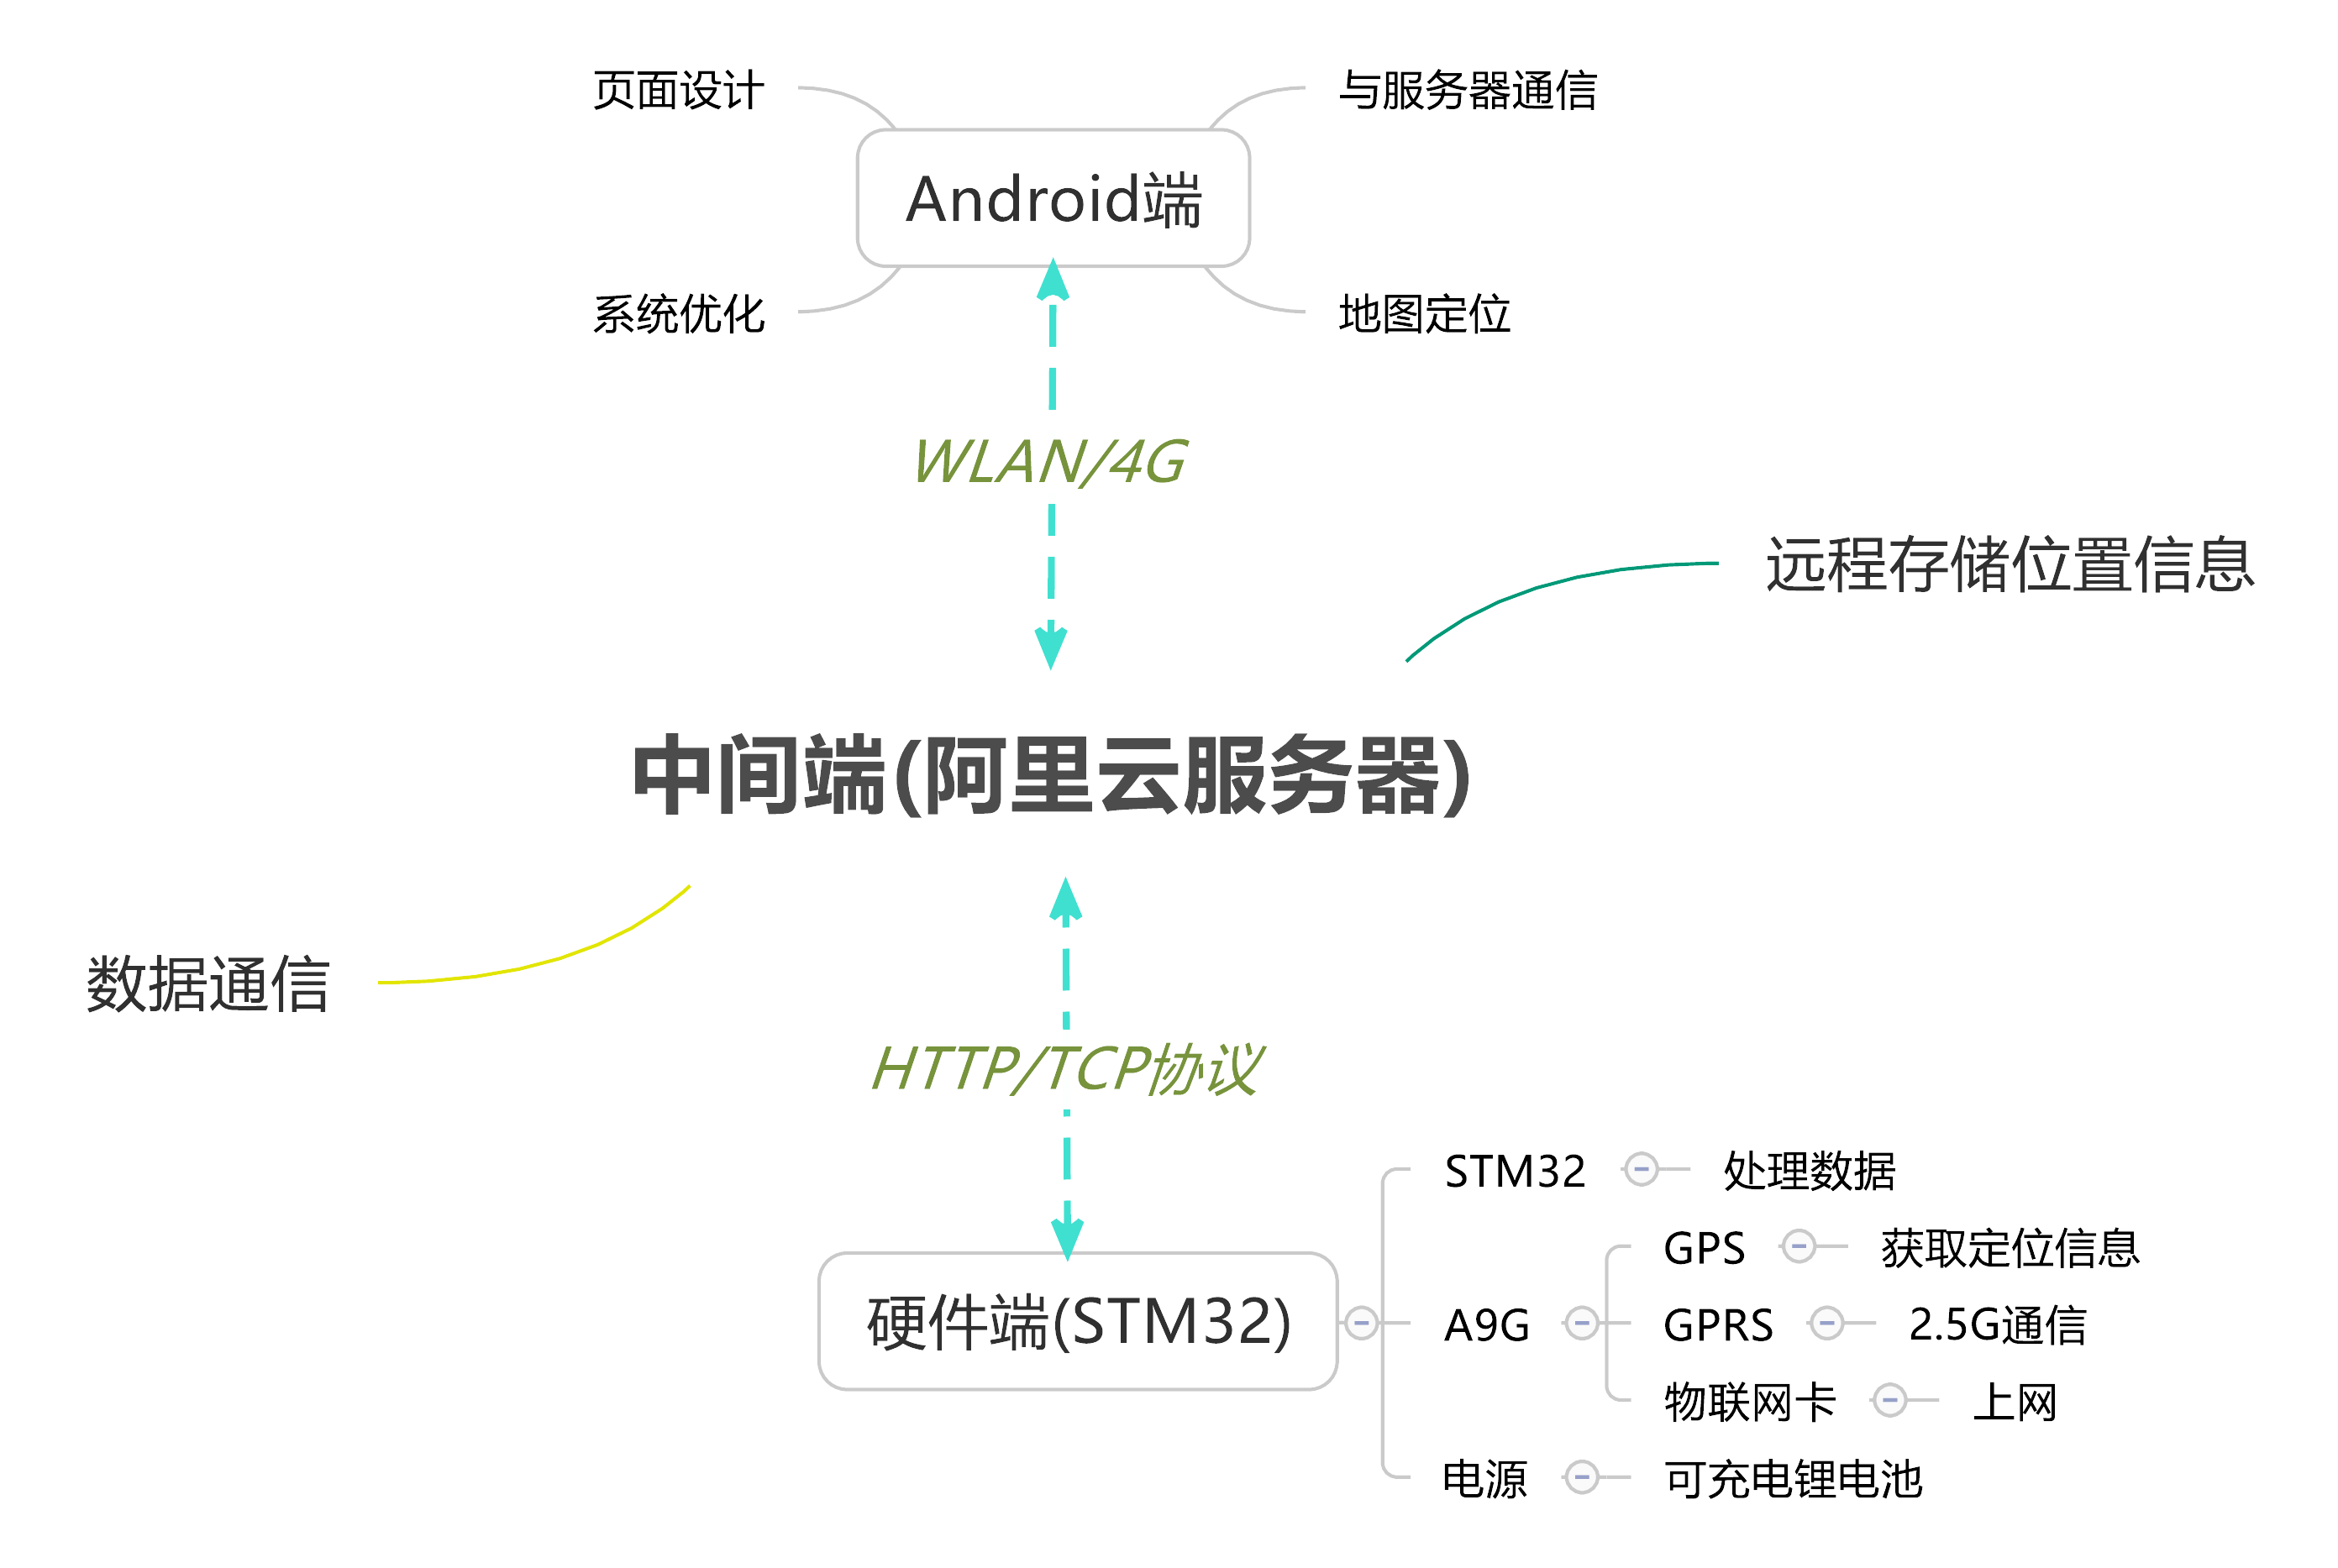 页面设计
与服务器通信
Android端
系统优化
地图定位
WLAN/4G
远程存储位置信息
中间端(阿里云服务器)
数据通信
HTTP/TCP协议
硬件端(STM32)
STM32
处理数据
A9G
GPS
获取定位信息
GPRS
2.5G通信
物联网卡
上网
电源
可充电锂电池